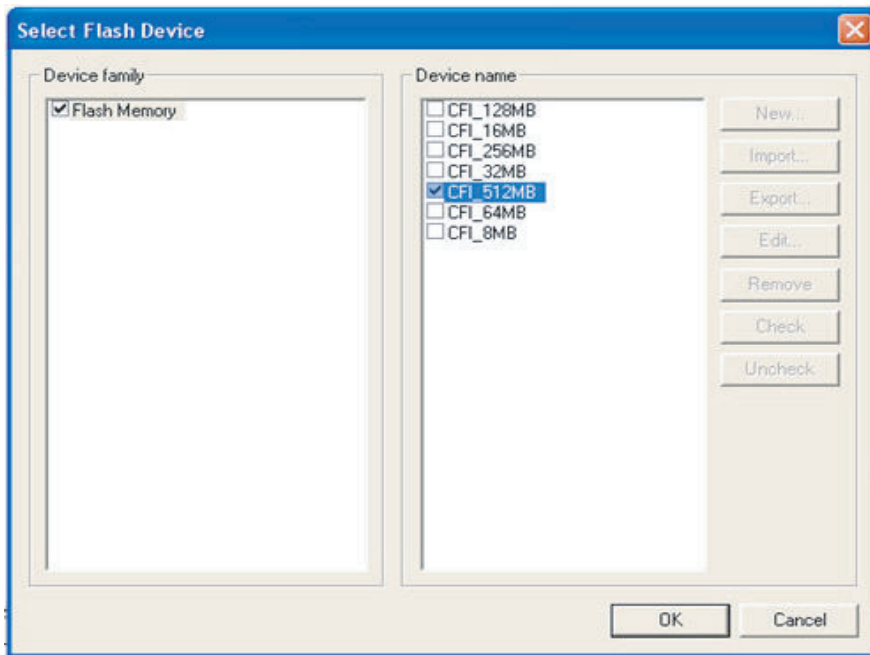 Select Flash Device
Device family
Flash Memory
Device name
CFI_128MB
CFI_16MB
CFI_256MB
CFI_32MB
CFI_512MB
CFI_64MB
CFI_8MB
New...
Import...
Export...
Edit...
Remove
Check
Uncheck
OK
Cancel